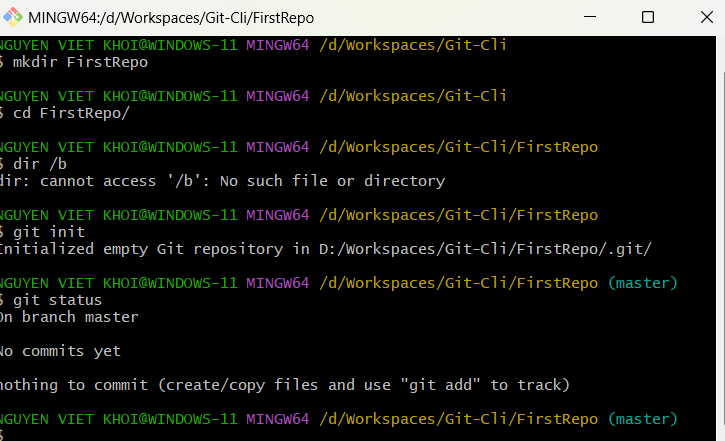 MINGW64:/d/Workspaces/Git-Cli/FirstRepo
NGUYEN VIET KHOI@WINDOWS-11 MINGW64 /d/Workspaces/Git-Cli
$ mkdir FirstRepo
NGUYEN VIET KHOI@WINDOWS-11 MINGW64 /d/Workspaces/Git-Cli
$ cd FirstRepo/
NGUYEN VIET KHOI@WINDOWS-11 MINGW64 /d/Workspaces/Git-Cli/FirstRepo
$ dir /b
dir: cannot access '/b': No such file or directory
NGUYEN VIET KHOI@WINDOWS-11 MINGW64 /d/Workspaces/Git-Cli/FirstRepo
$ git init
Initialized empty Git repository in D:/Workspaces/Git-Cli/FirstRepo/.git/
NGUYEN VIET KHOI@WINDOWS-11 MINGW64 /d/Workspaces/Git-Cli/FirstRepo (master)
$ git status
On branch master
No commits yet
nothing to commit (create/copy files and use "git add" to track)
NGUYEN VIET KHOI@WINDOWS-11 MINGW64 /d/Workspaces/Git-Cli/FirstRepo (master)
$